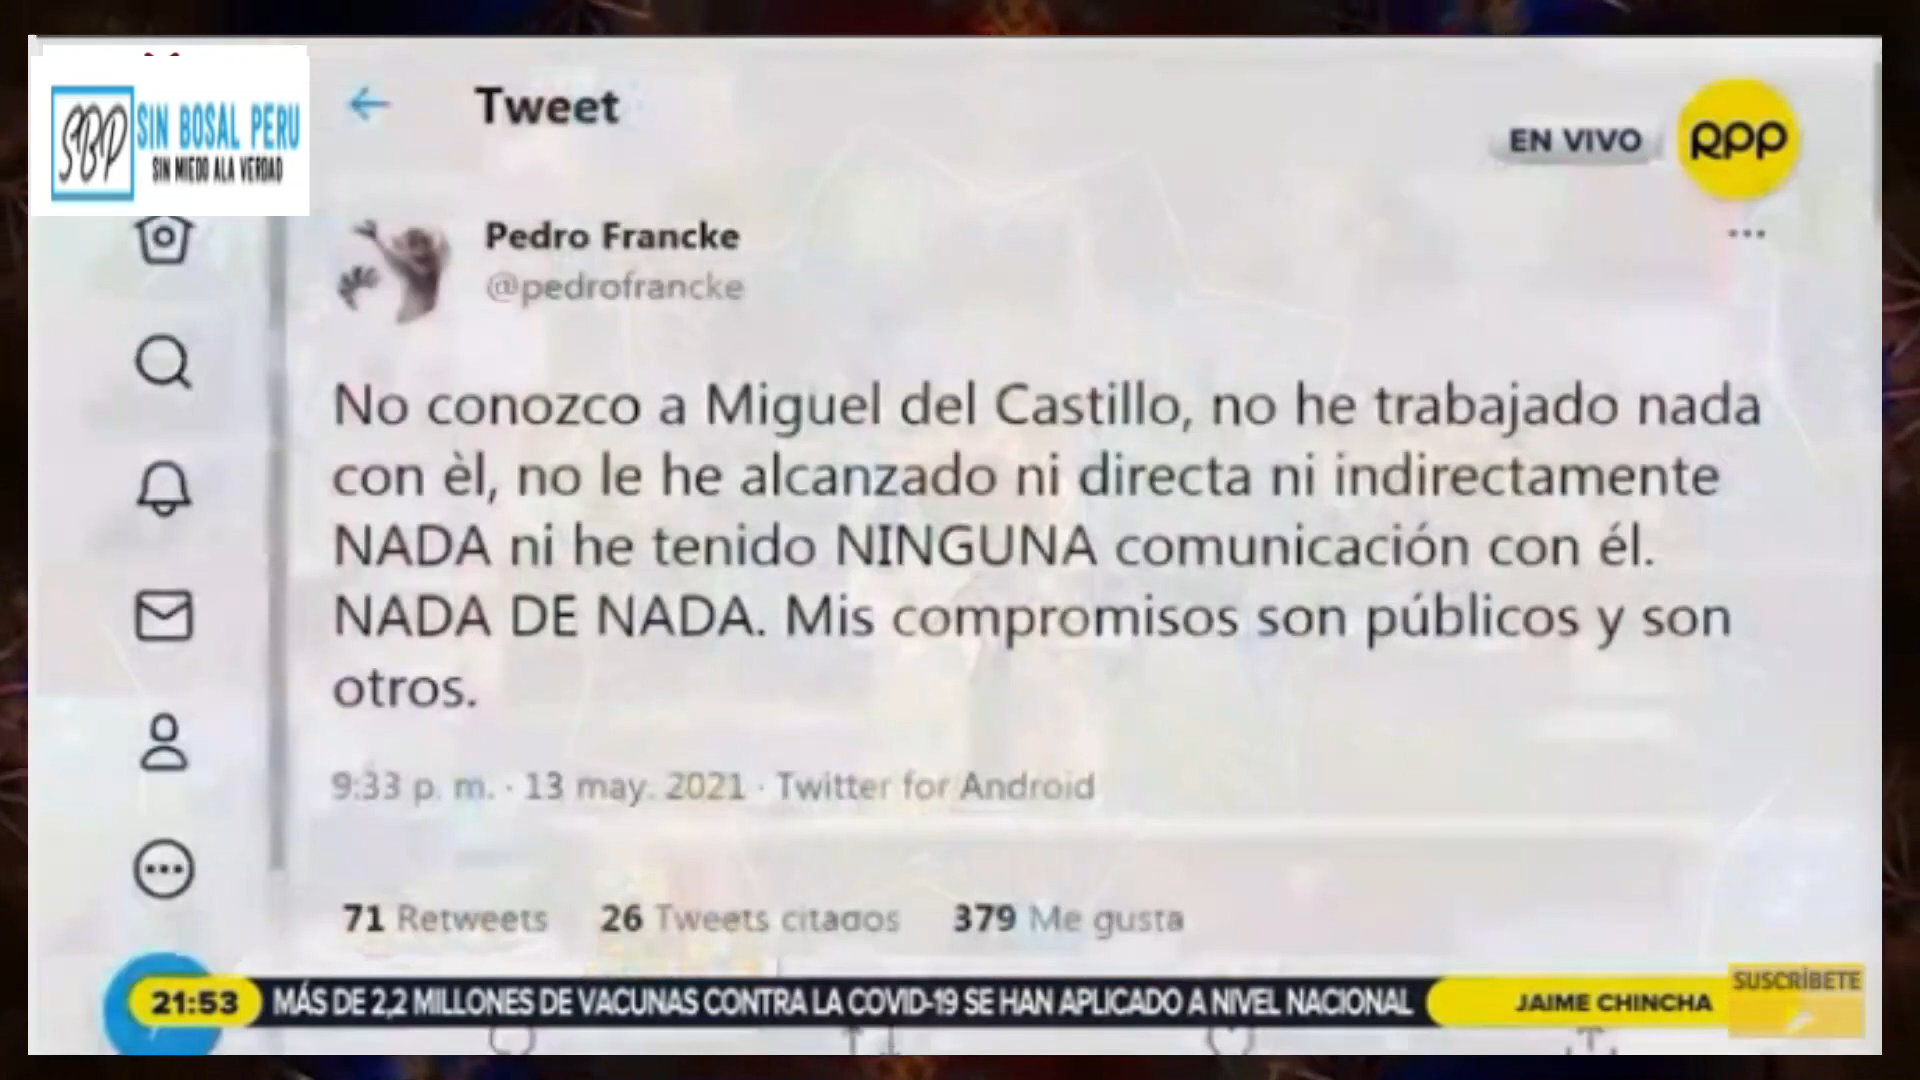 SBP
SIN BOSAL PERU
SIN MIEDO ALA VERDAD
Tweet
EN VIVO
RPP
Pedro Francke
@pedrofrancke
No conozco a Miguel del Castillo, no he trabajado nada
con èl, no le he alcanzado ni directa ni indirectamente
NADA ni he tenido NINGUNA comunicación con él.
NADA DE NADA. Mis compromisos son públicos y son
otros.
9:33 p. m. · 13 may. 2021 · Twitter for Android
71 Retweets 26 Tweets citados 379 Me gusta
21:53 MÁS DE 2,2 MILLONES DE VACUNAS CONTRA LA COVID-19 SE HAN APLICADO A NIVEL NACIONAL JAIME CHINCHA
SUSCRÍBETE